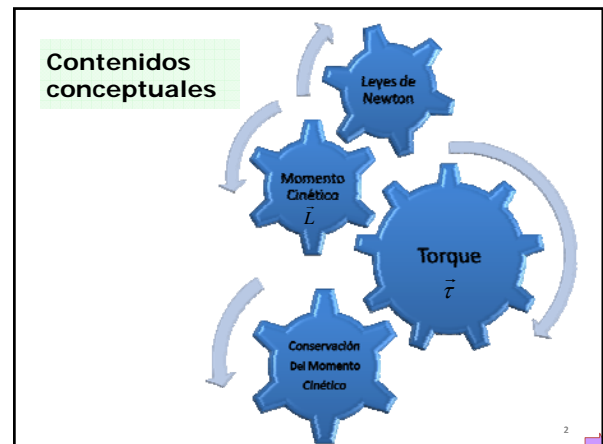 Contenidos
conceptuales
Leyes de
Newton
Momento
Cinético
L⃗
Torque
τ⃗
Conservación
Del Momento
Cinético
2